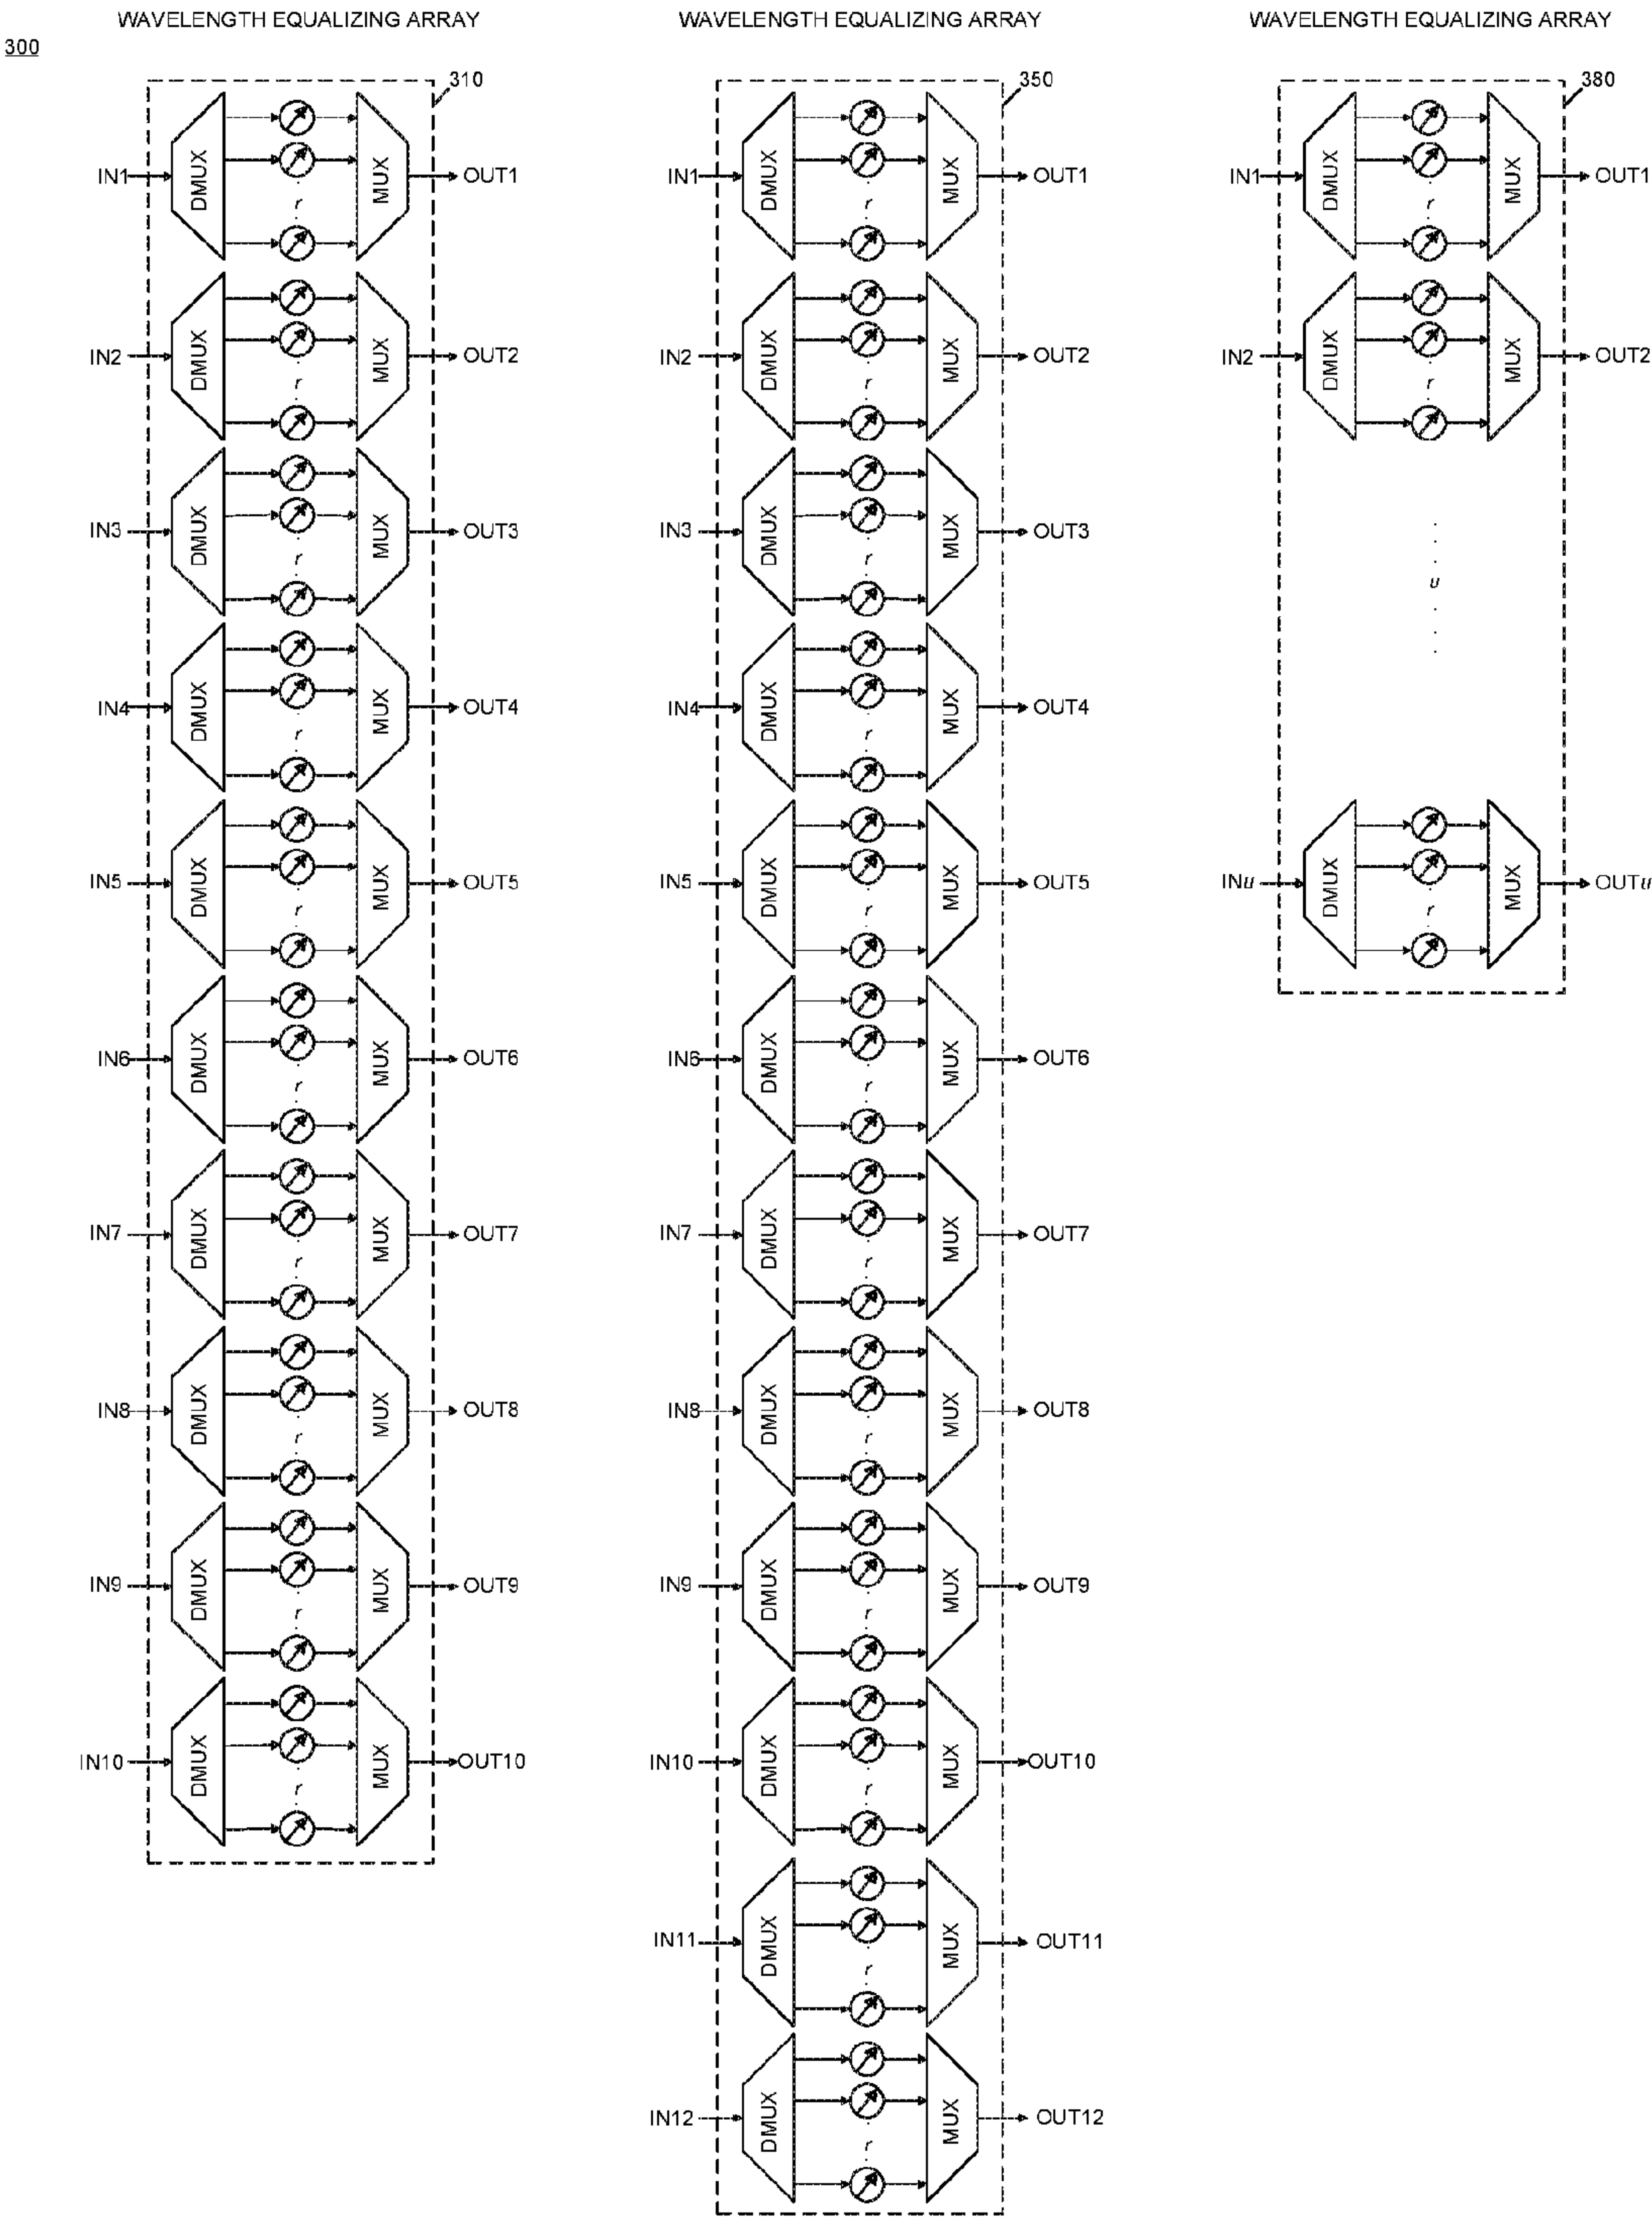 WAVELENGTH EQUALIZING ARRAY
WAVELENGTH EQUALIZING ARRAY
WAVELENGTH EQUALIZING ARRAY
300
310
350
380
IN1 DMUX r MUX OUT1
IN2 DMUX r MUX OUT2
IN3 DMUX r MUX OUT3
IN4 DMUX r MUX OUT4
IN5 DMUX r MUX OUT5
IN6 DMUX r MUX OUT6
IN7 DMUX r MUX OUT7
IN8 DMUX r MUX OUT8
IN9 DMUX r MUX OUT9
IN10 DMUX r MUX OUT10
IN1 DMUX r MUX OUT1
IN2 DMUX r MUX OUT2
IN3 DMUX r MUX OUT3
IN4 DMUX r MUX OUT4
IN5 DMUX r MUX OUT5
IN6 DMUX r MUX OUT6
IN7 DMUX r MUX OUT7
IN8 DMUX r MUX OUT8
IN9 DMUX r MUX OUT9
IN10 DMUX r MUX OUT10
IN11 DMUX r MUX OUT11
IN12 DMUX r MUX OUT12
IN1 DMUX r MUX OUT1
IN2 DMUX r MUX OUT2
u
INu DMUX r MUX OUTu